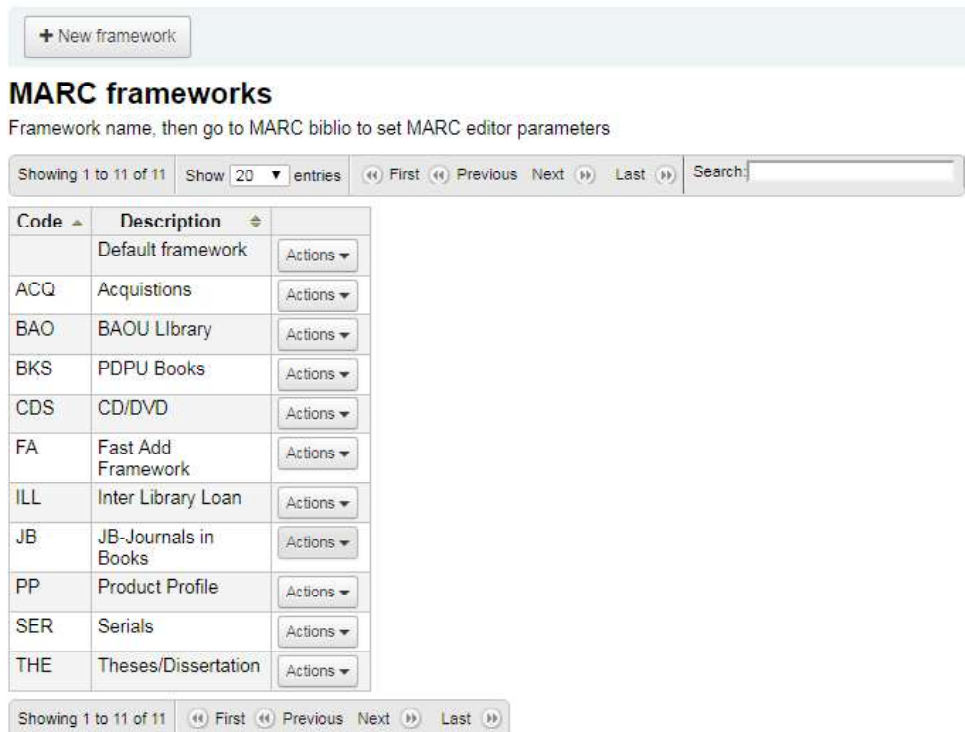 + New framework
MARC frameworks
Framework name, then go to MARC biblio to set MARC editor parameters
Showing 1 to 11 of 11 Show 20 entries First Previous Next Last Search:
Code Description
Default framework Actions
ACQ Acquistions Actions
BAO BAOU LIbrary Actions
BKS PDPU Books Actions
CDS CD/DVD Actions
FA Fast Add Actions
Framework
ILL Inter Library Loan Actions
JB JB-Journals in Actions
Books
PP Product Profile Actions
SER Serials Actions
THE Theses/Dissertation Actions
Showing 1 to 11 of 11 First Previous Next Last